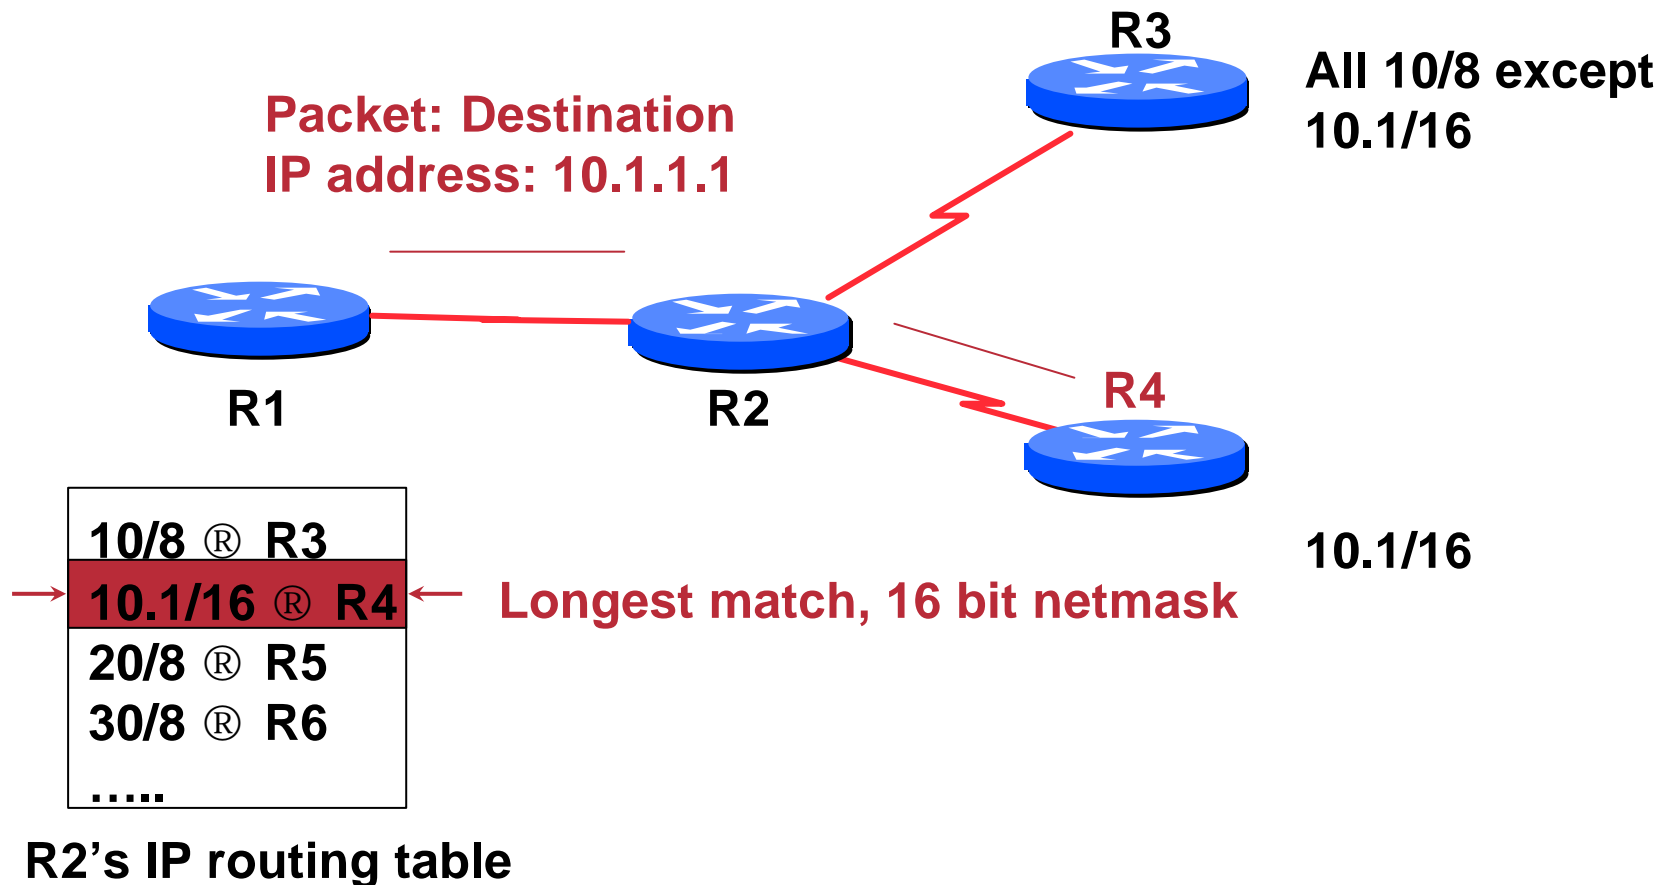 R3
All 10/8 except
10.1/16
Packet: Destination
IP address: 10.1.1.1
R1
R2
R4
10.1/16
10/8 ® R3
10.1/16 ® R4
20/8 ® R5
30/8 ® R6
…..
Longest match, 16 bit netmask
R2’s IP routing table